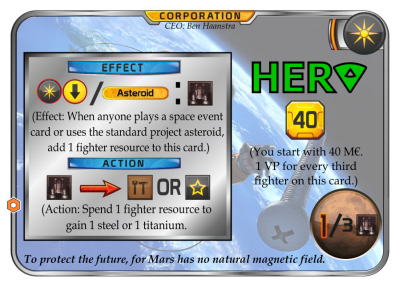 CORPORATION
CEO: Ben Haanstra
EFFECT
/ Asteroid :
(Effect: When anyone plays a space event
card or uses the standard project asteroid,
add 1 fighter resource to this card.)
ACTION
OR
(Action: Spend 1 fighter resource to
gain 1 steel or 1 titanium.
HERO
40
(You start with 40 M€.
1 VP for every third
fighter on this card.)
1/3
To protect the future, for Mars has no natural magnetic field.